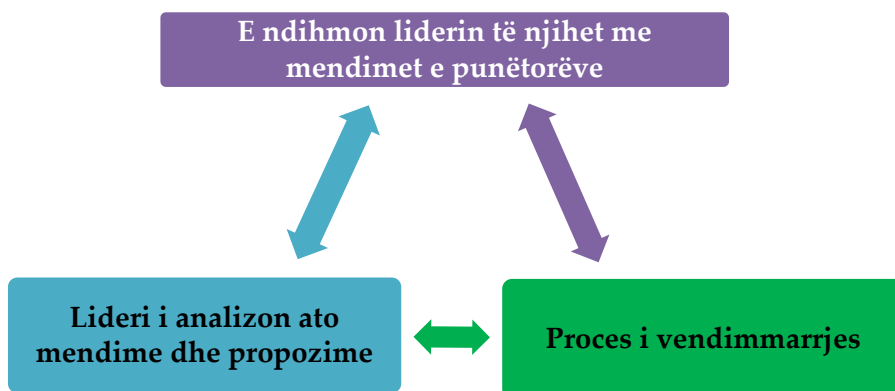 E ndihmon liderin të njihet me
mendimet e punëtorëve
Lideri i analizon ato
mendime dhe propozime
Proces i vendimmarrjes